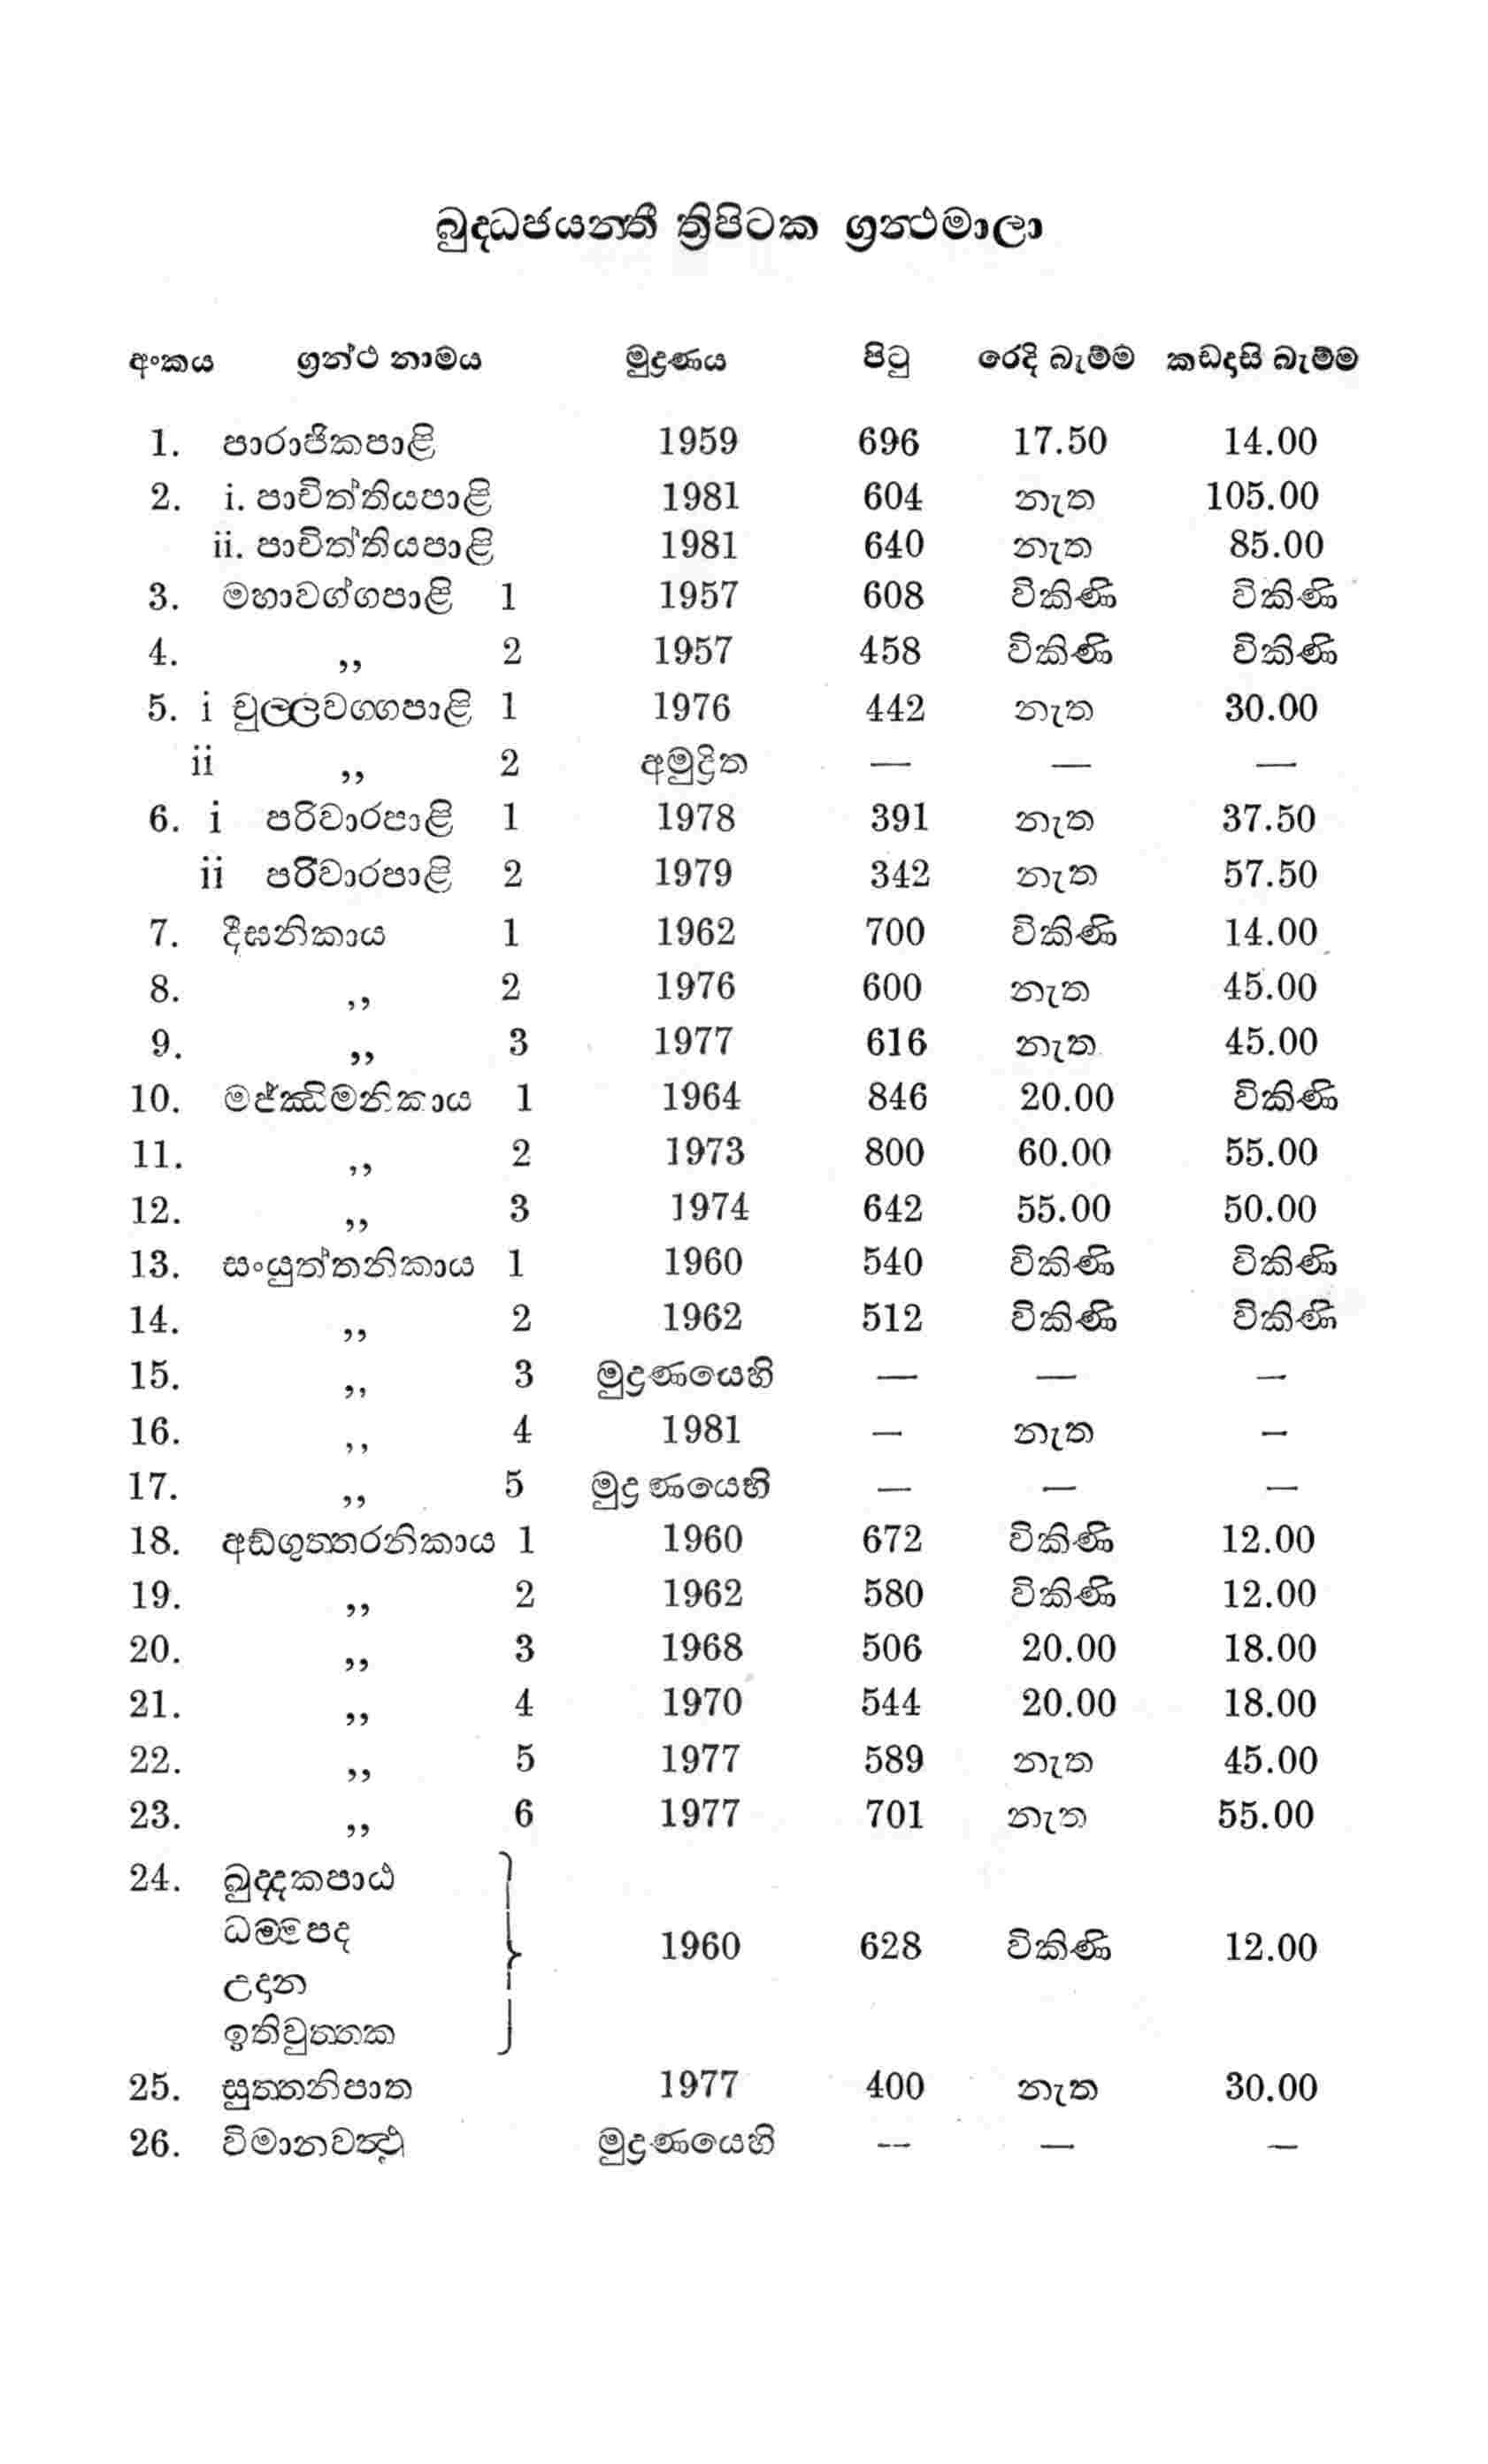 බුද්ධජයන්තී ත්‍රිපිටක ග්‍රන්ථමාලා
අංකය ග්‍රන්ථ නාමය මුද්‍රණය පිටු රෙදි බැම්ම කඩදාසි බැම්ම
1. පාරාජිකපාළි 1959 696 17.50 14.00
2. i. පාචිත්තියපාළි 1981 604 නැත 105.00
ii. පාචිත්තියපාළි 1981 640 නැත 85.00
3. මහාවග්ගපාළි 1 1957 608 විකිණි විකිණි
4. ,, 2 1957 458 විකිණි විකිණි
5. i චුල්ලවග්ගපාළි 1 1976 442 නැත 30.00
ii ,, 2 අමුද්‍රිත — — —
6. i පරිවාරපාළි 1 1978 391 නැත 37.50
ii පරිවාරපාළි 2 1979 342 නැත 57.50
7. දීඝනිකාය 1 1962 700 විකිණි 14.00
8. ,, 2 1976 600 නැත 45.00
9. ,, 3 1977 616 නැත 45.00
10. මජ්ඣිමනිකාය 1 1964 846 20.00 විකිණි
11. ,, 2 1973 800 60.00 55.00
12. ,, 3 1974 642 55.00 50.00
13. සංයුත්තනිකාය 1 1960 540 විකිණි විකිණි
14. ,, 2 1962 512 විකිණි විකිණි
15. ,, 3 මුද්‍රණයෙහි — — —
16. ,, 4 1981 — නැත —
17. ,, 5 මුද්‍රණයෙහි — — —
18. අඞ්ගුත්තරනිකාය 1 1960 672 විකිණි 12.00
19. ,, 2 1962 580 විකිණි 12.00
20. ,, 3 1968 506 20.00 18.00
21. ,, 4 1970 544 20.00 18.00
22. ,, 5 1977 589 නැත 45.00
23. ,, 6 1977 701 නැත 55.00
24. ඛුද්දකපාඨ
ධම්මපද 1960 628 විකිණි 12.00
උදාන
ඉතිවුත්තක
25. සුත්තනිපාත 1977 400 නැත 30.00
26. විමානවත්ථු මුද්‍රණයෙහි — — —